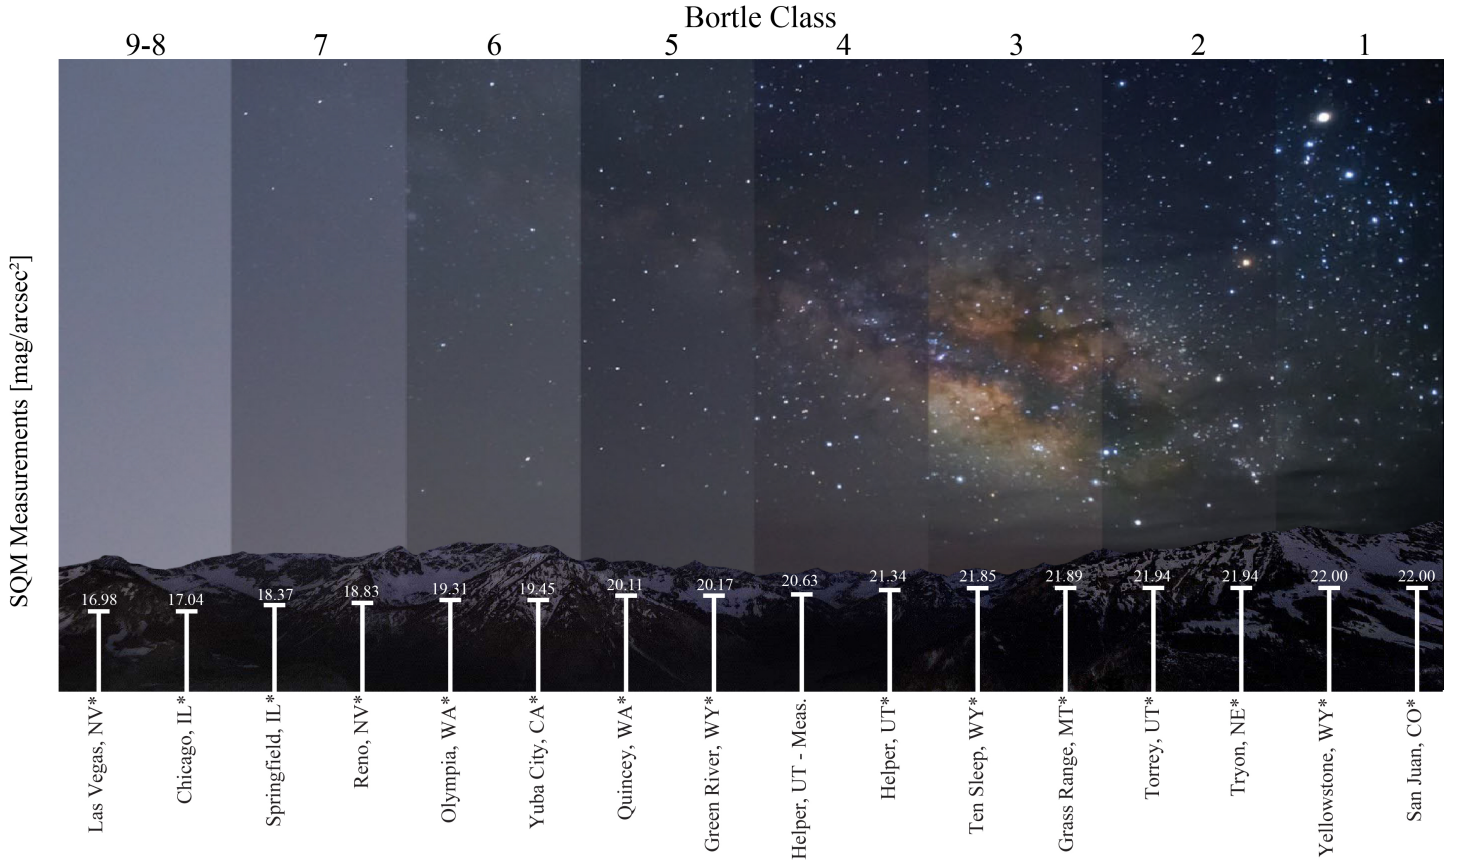 Bortle Class
9-8 7 6 5 4 3 2 1
SQM Measurements [mag/arcsec²]
16.98 17.04 18.37 18.83 19.31 19.45 20.11 20.17 20.63 21.34 21.85 21.89 21.94 21.94 22.00 22.00
Las Vegas, NV*
Chicago, IL*
Springfield, IL*
Reno, NV*
Olympia, WA*
Yuba City, CA*
Quincey, WA*
Green River, WY*
Helper, UT - Meas.
Helper, UT*
Ten Sleep, WY*
Grass Range, MT*
Torrey, UT*
Tryon, NE*
Yellowstone, WY*
San Juan, CO*